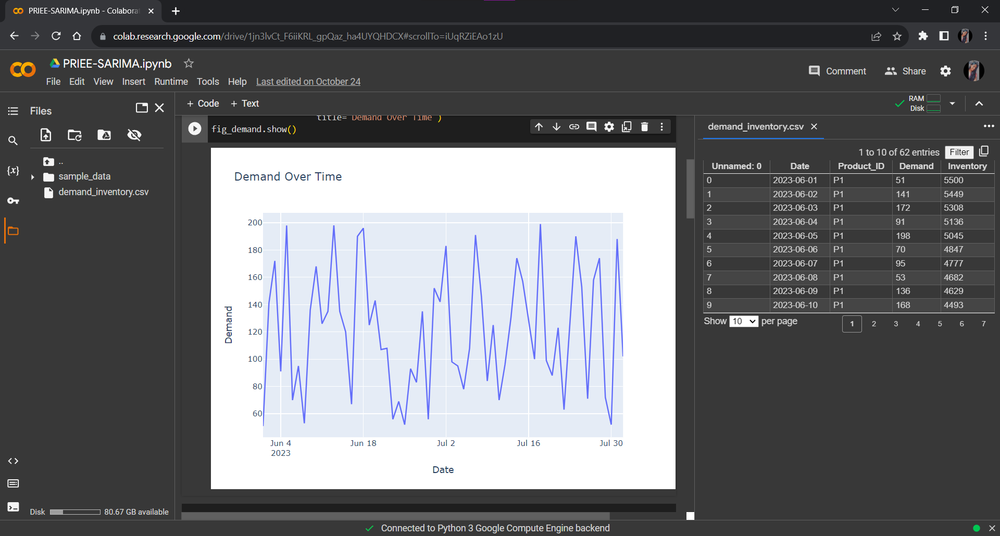 PRIEE-SARIMA.ipynb - Colabora
colab.research.google.com/drive/1jn3lvCt_F6iiKRL_gpQaz_ha4UYQHDCX#scrollTo=iUqRZiEAo1zU
PRIEE-SARIMA.ipynb
Comment Share
File Edit View Insert Runtime Tools Help Last edited on October 24
Files
+ Code + Text
RAM
Disk
..
sample_data
demand_inventory.csv
Disk 80.67 GB available
title='Demand Over Time')
fig_demand.show()
Demand Over Time
200
180
160
140
120
100
80
60
Demand
Jun 4 Jun 18 Jul 2 Jul 16 Jul 30
2023
Date
demand_inventory.csv
1 to 10 of 62 entries Filter
Unnamed: 0 Date Product_ID Demand Inventory
0 2023-06-01 P1 51 5500
1 2023-06-02 P1 141 5449
2 2023-06-03 P1 172 5308
3 2023-06-04 P1 91 5136
4 2023-06-05 P1 198 5045
5 2023-06-06 P1 70 4847
6 2023-06-07 P1 95 4777
7 2023-06-08 P1 53 4682
8 2023-06-09 P1 136 4629
9 2023-06-10 P1 168 4493
Show 10 per page 1 2 3 4 5 6 7
Connected to Python 3 Google Compute Engine backend